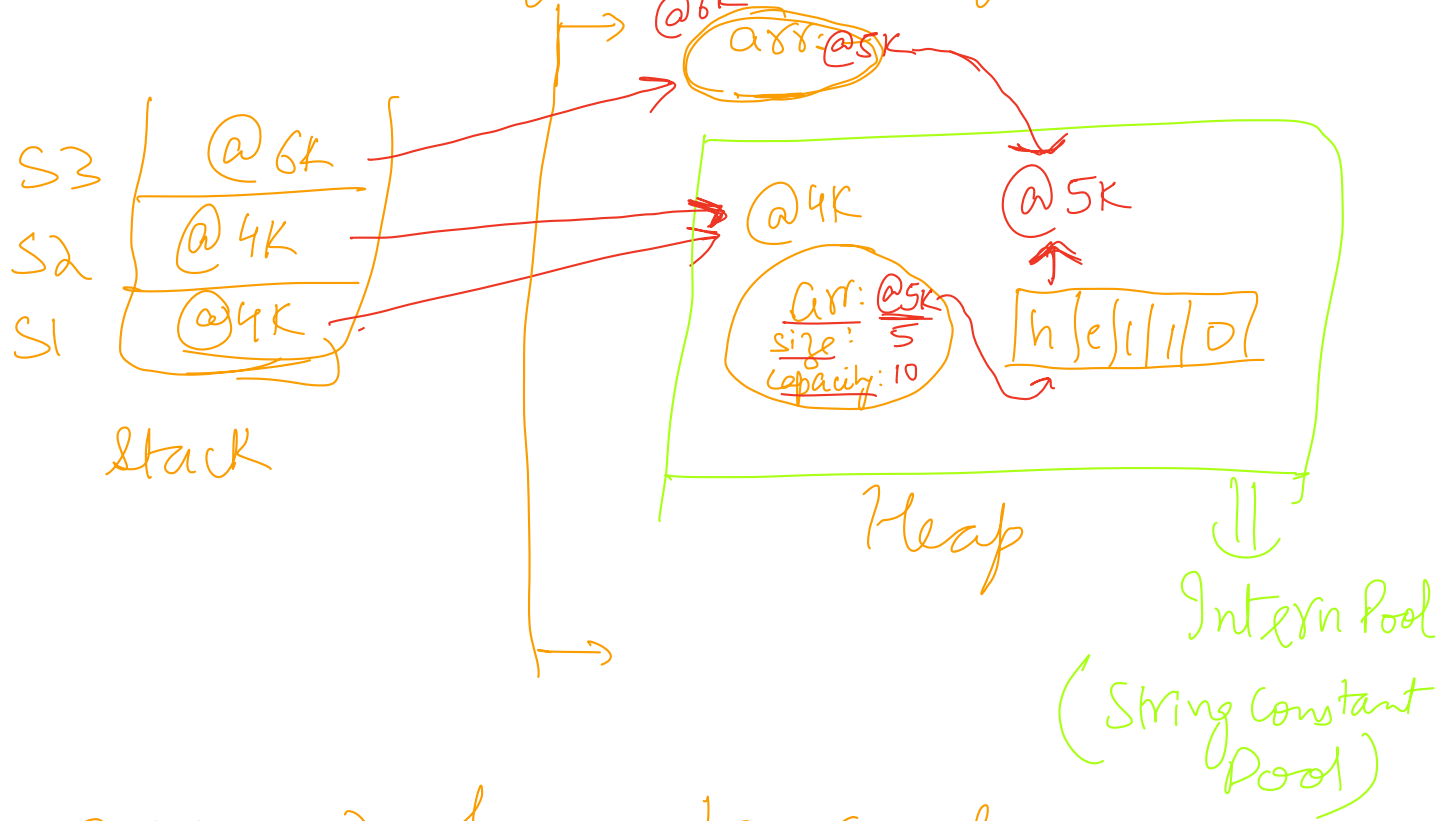 @6K
arr: @5K
S3 @ 6K
S2 @ 4K
S1 @4K
Stack
@ 4K
@ 5K
arr: @5K
size: 5
capacity: 10
h e l l o
Heap
Intern Pool
(String Constant
Pool)